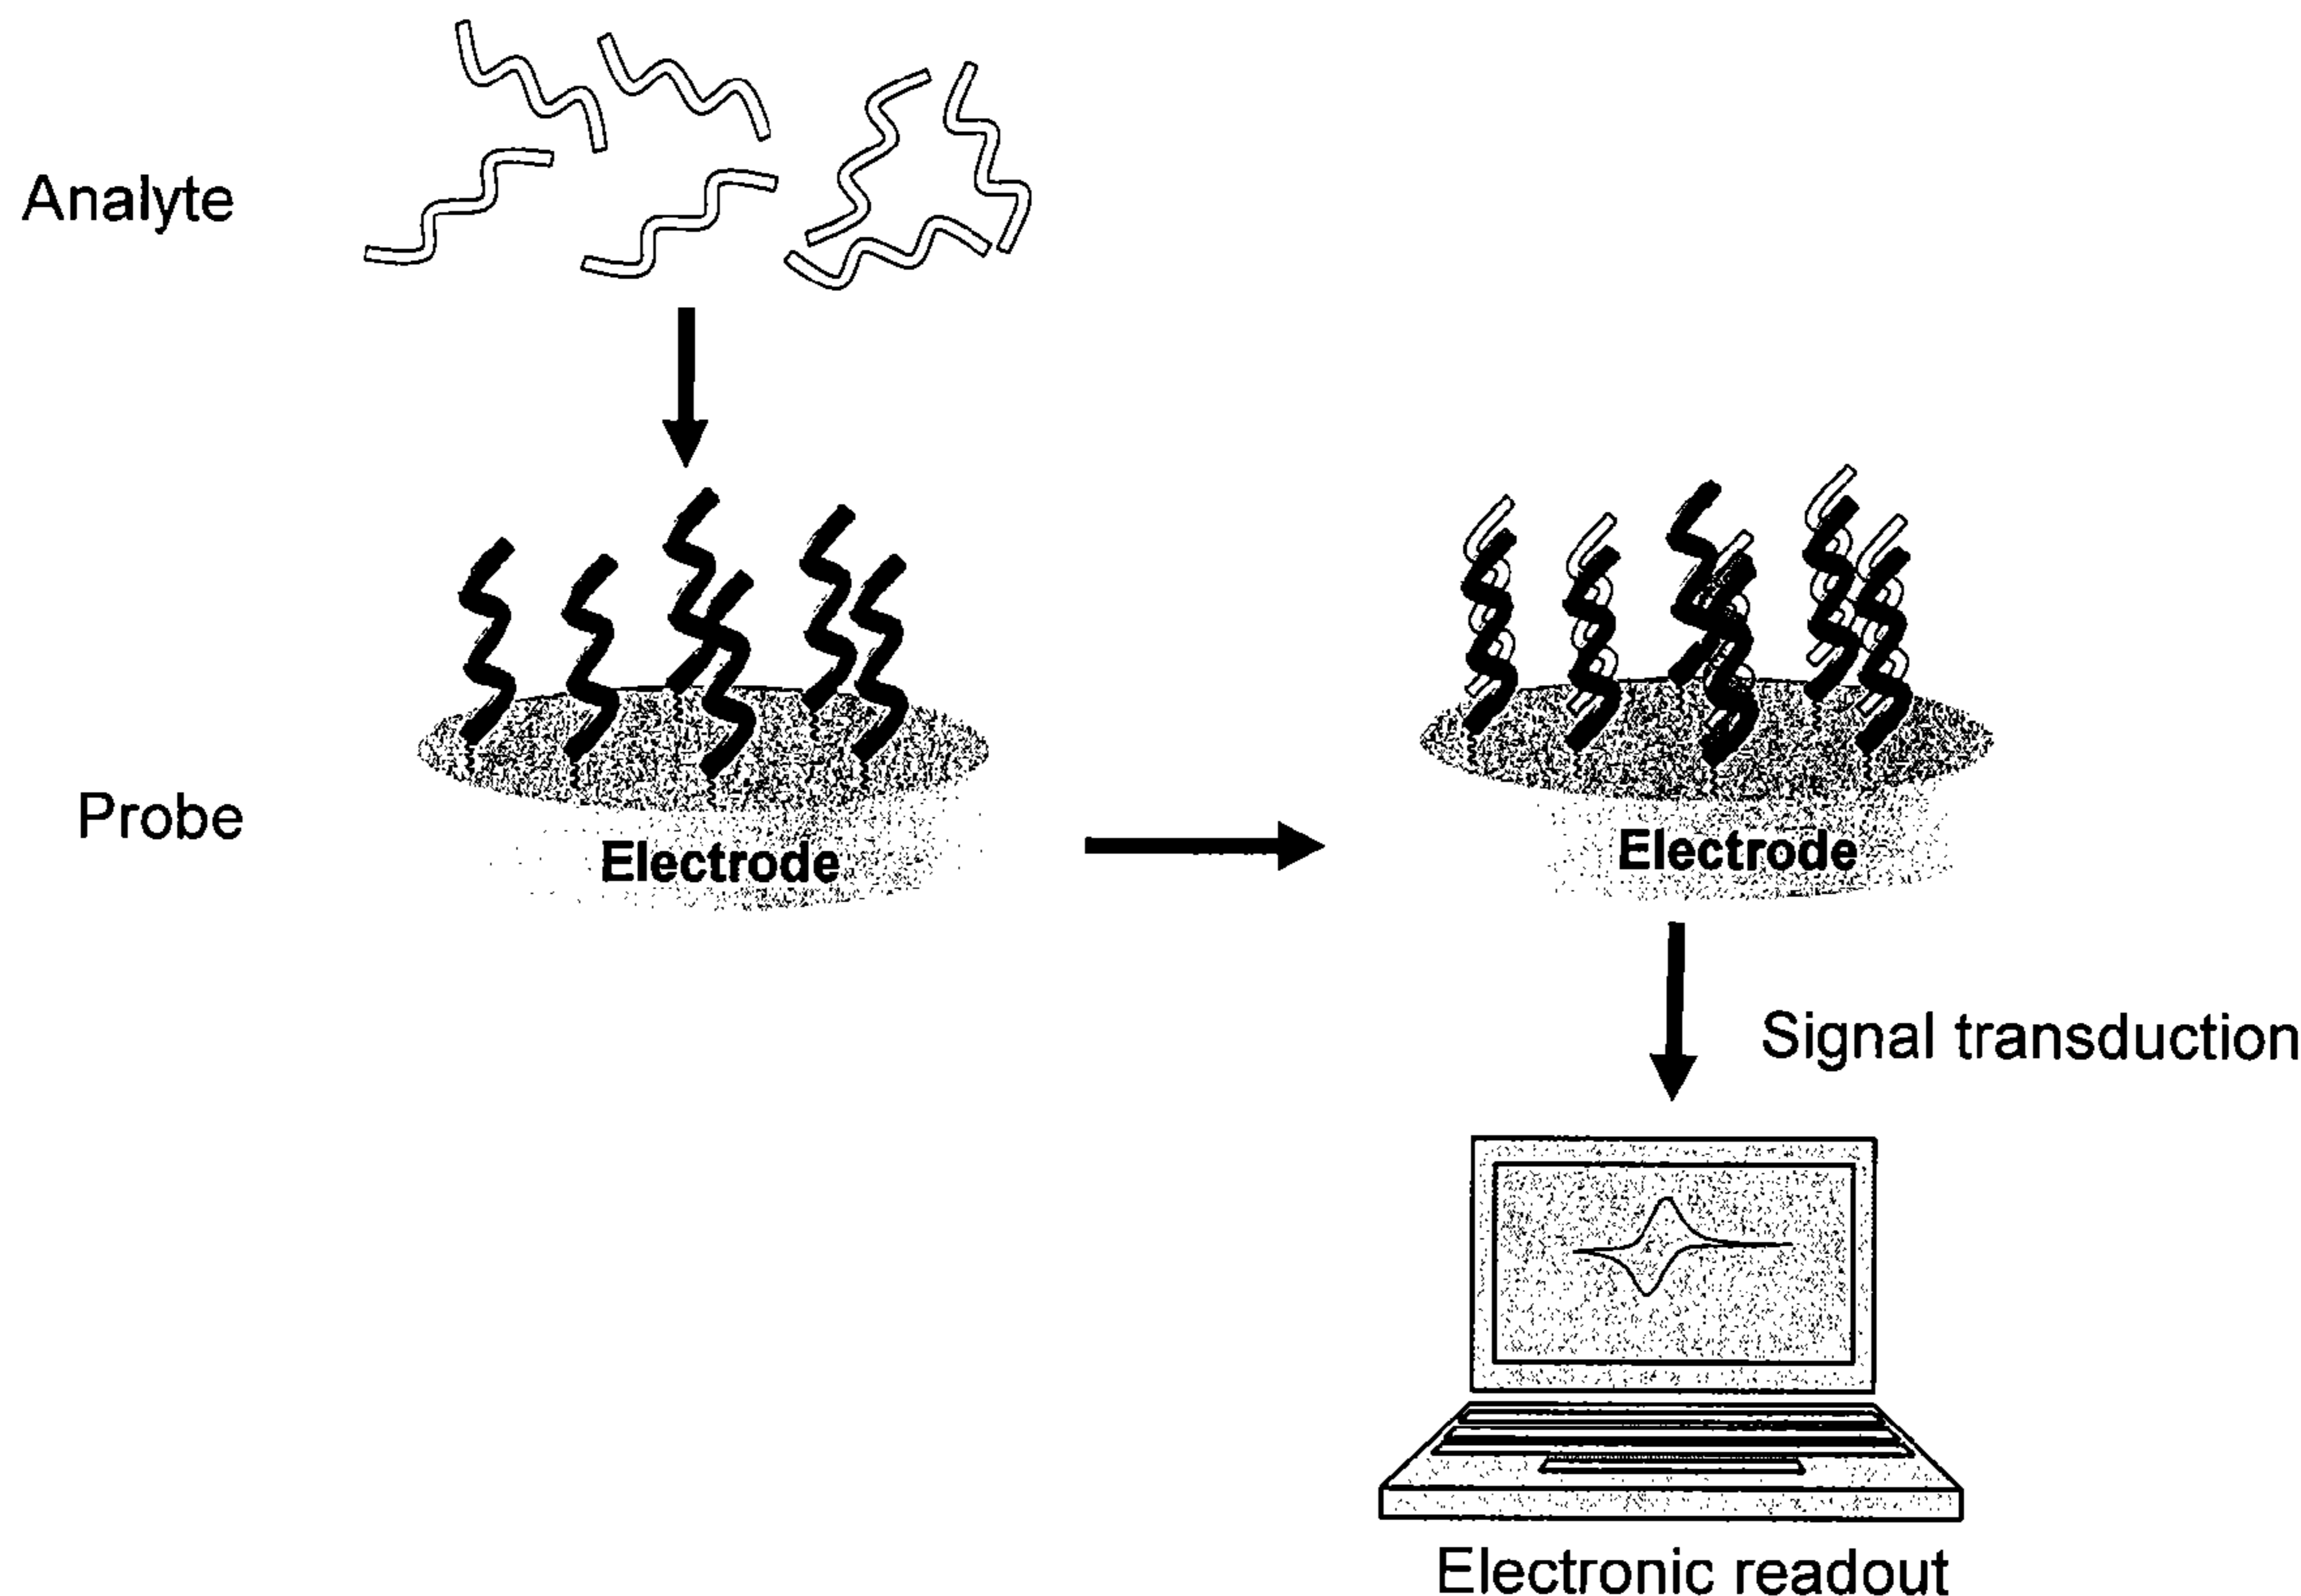 Analyte
Probe
Electrode
Electrode
Signal transduction
Electronic readout